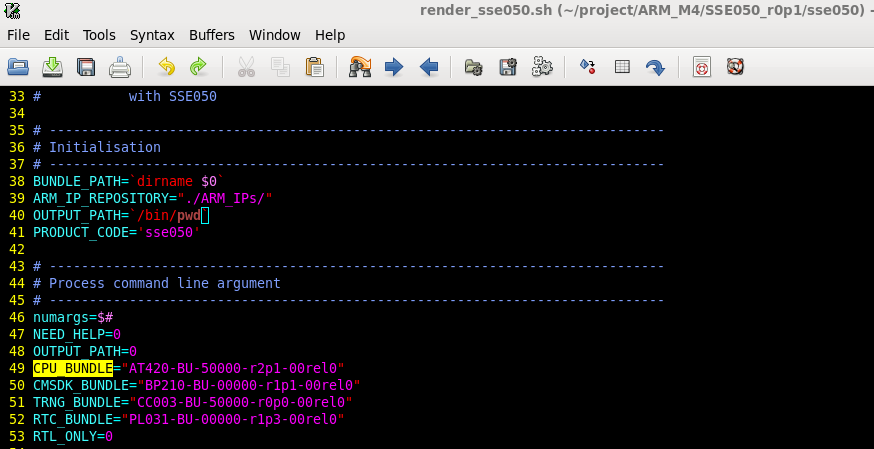 render_sse050.sh (~/project/ARM_M4/SSE050_r0p1/sse050) -
File Edit Tools Syntax Buffers Window Help
33 #           with SSE050
34
35 # -----------------------------------------------------------------------------
36 # Initialisation
37 # -----------------------------------------------------------------------------
38 BUNDLE_PATH=`dirname $0`
39 ARM_IP_REPOSITORY="./ARM_IPs/"
40 OUTPUT_PATH=`/bin/pwd`
41 PRODUCT_CODE='sse050'
42
43 # -----------------------------------------------------------------------------
44 # Process command line argument
45 # -----------------------------------------------------------------------------
46 numargs=$#
47 NEED_HELP=0
48 OUTPUT_PATH=0
49 CPU_BUNDLE="AT420-BU-50000-r2p1-00rel0"
50 CMSDK_BUNDLE="BP210-BU-00000-r1p1-00rel0"
51 TRNG_BUNDLE="CC003-BU-50000-r0p0-00rel0"
52 RTC_BUNDLE="PL031-BU-00000-r1p3-00rel0"
53 RTL_ONLY=0